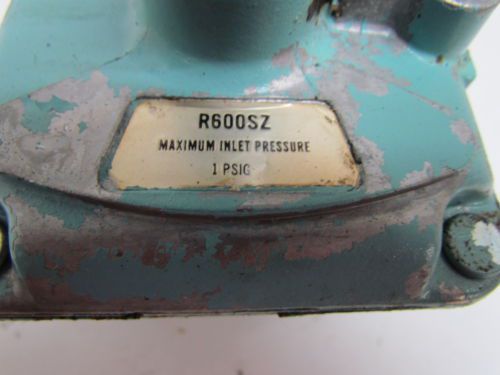 R600SZ
MAXIMUM INLET PRESSURE
1 PSIG